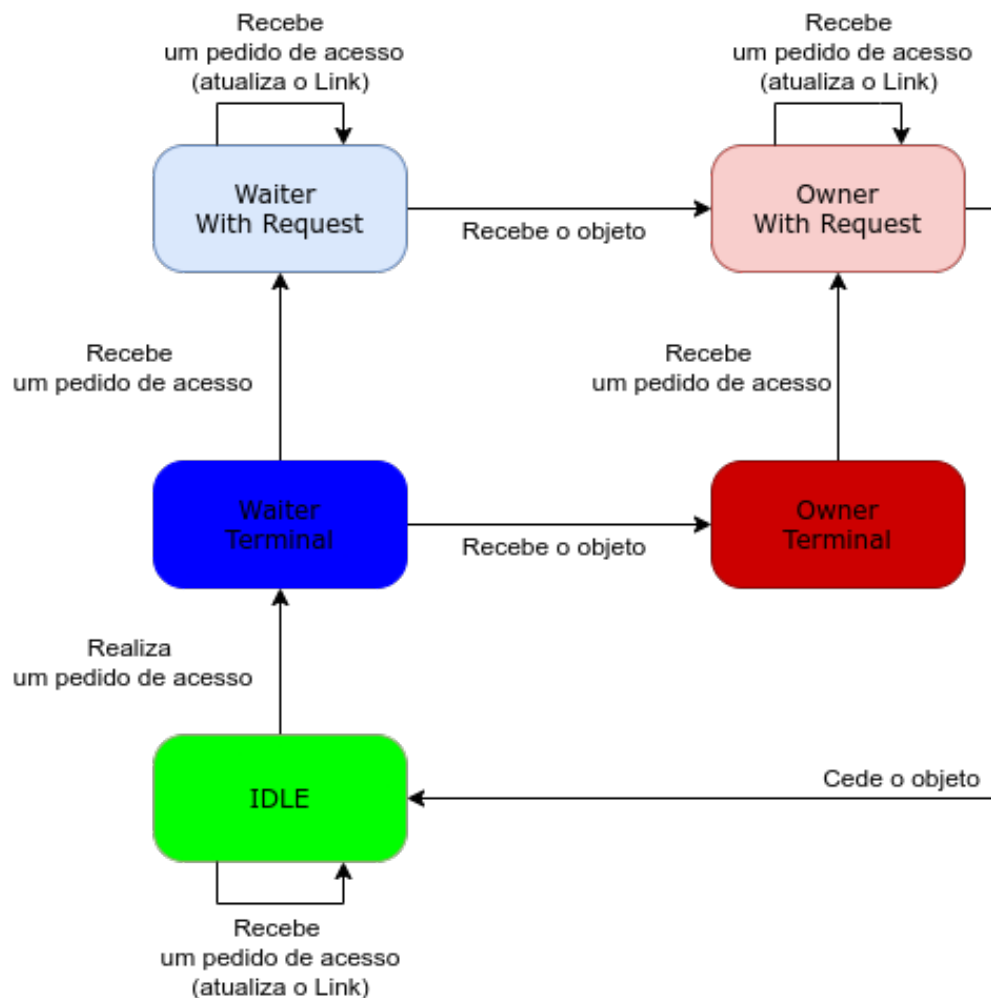 Recebe
um pedido de acesso
(atualiza o Link)
Recebe
um pedido de acesso
(atualiza o Link)
Waiter
With Request
Recebe o objeto
Owner
With Request
Recebe
um pedido de acesso
Recebe
um pedido de acesso
Waiter
Terminal
Recebe o objeto
Owner
Terminal
Realiza
um pedido de acesso
IDLE
Cede o objeto
Recebe
um pedido de acesso
(atualiza o Link)